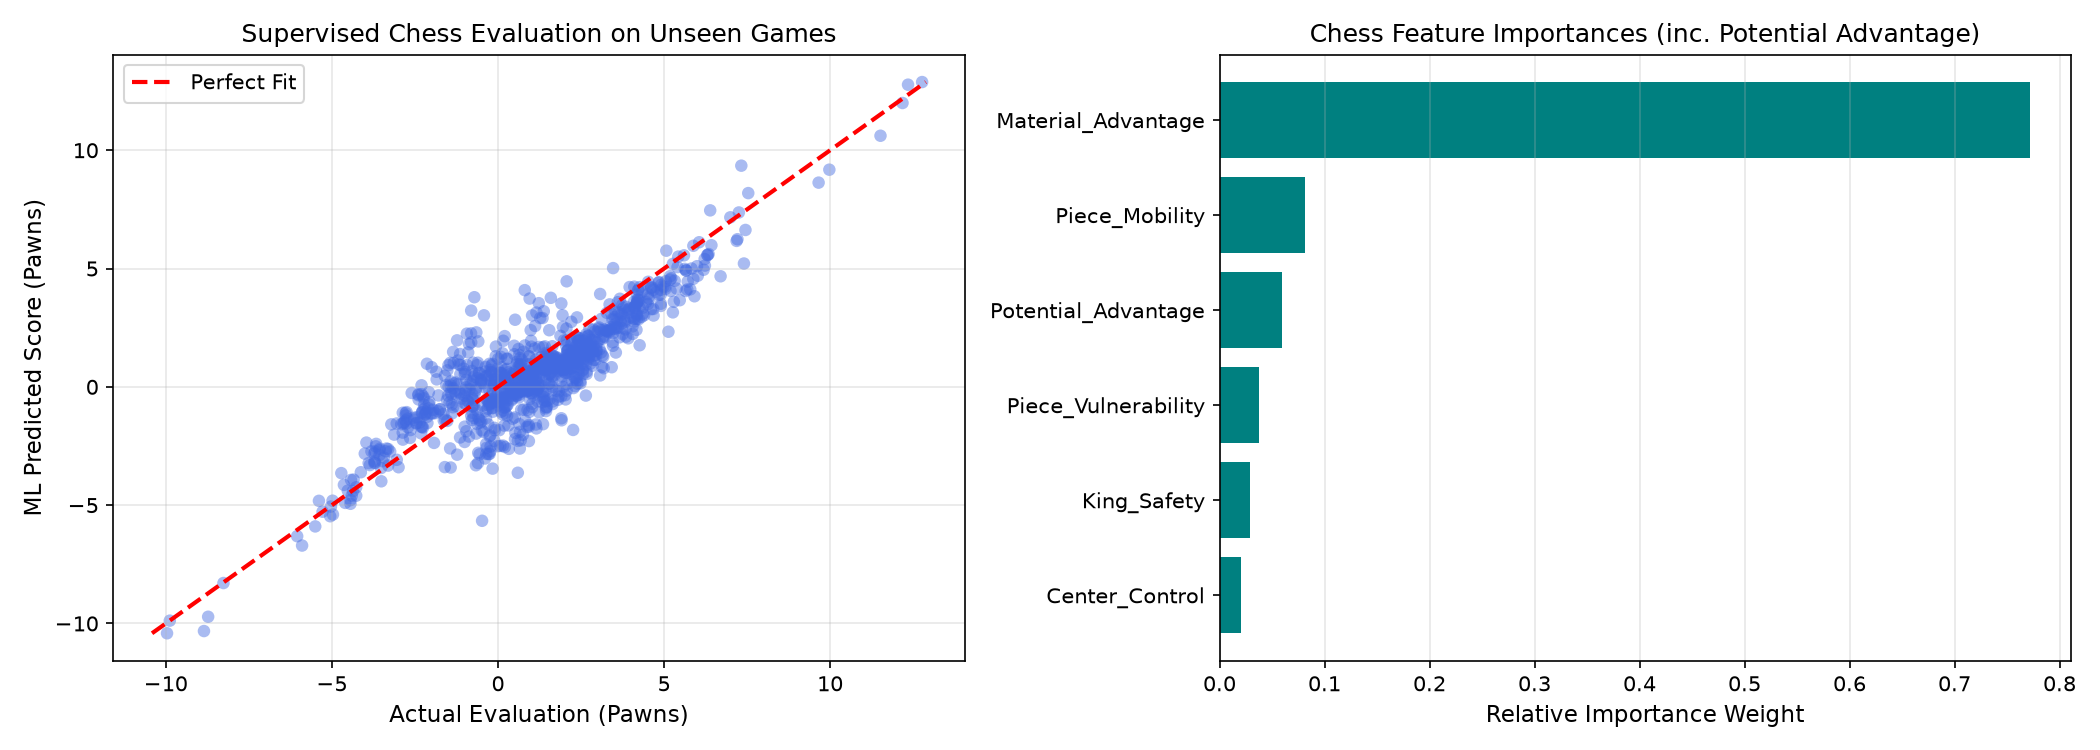 Supervised Chess Evaluation on Unseen Games
Perfect Fit
ML Predicted Score (Pawns)
10
5
0
−5
−10
−10
−5
0
5
10
Actual Evaluation (Pawns)
Chess Feature Importances (inc. Potential Advantage)
Material_Advantage
Piece_Mobility
Potential_Advantage
Piece_Vulnerability
King_Safety
Center_Control
0.0
0.1
0.2
0.3
0.4
0.5
0.6
0.7
0.8
Relative Importance Weight